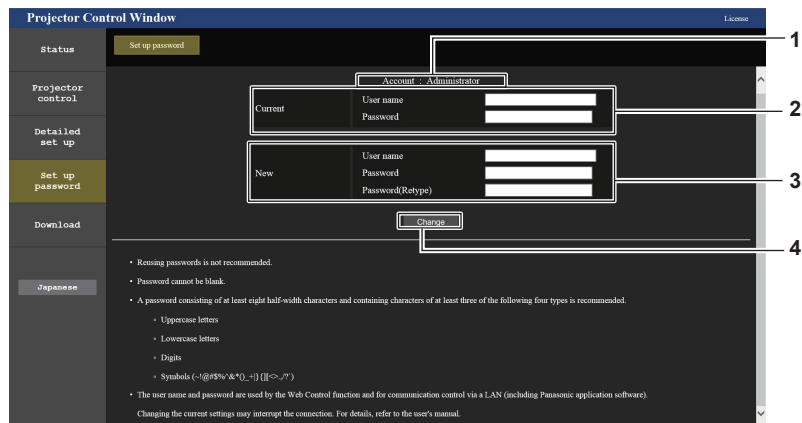 Projector Control Window
License
Status
Set up password
1
Account : Administrator
Projector
control
Current
User name
Password
2
Detailed
set up
New
User name
Password
Password(Retype)
3
Set up
password
Change
4
Download
• Reusing passwords is not recommended.
• Password cannot be blank.
Japanese
• A password consisting of at least eight half-width characters and containing characters of at least three of the following four types is recommended.
Uppercase letters
Lowercase letters
Digits
Symbols (~!@#$%^&*()_+|}{][<>.,/?`)
• The user name and password are used by the Web Control function and for communication control via a LAN (including Panasonic application software).
Changing the current settings may interrupt the connection. For details, refer to the user's manual.